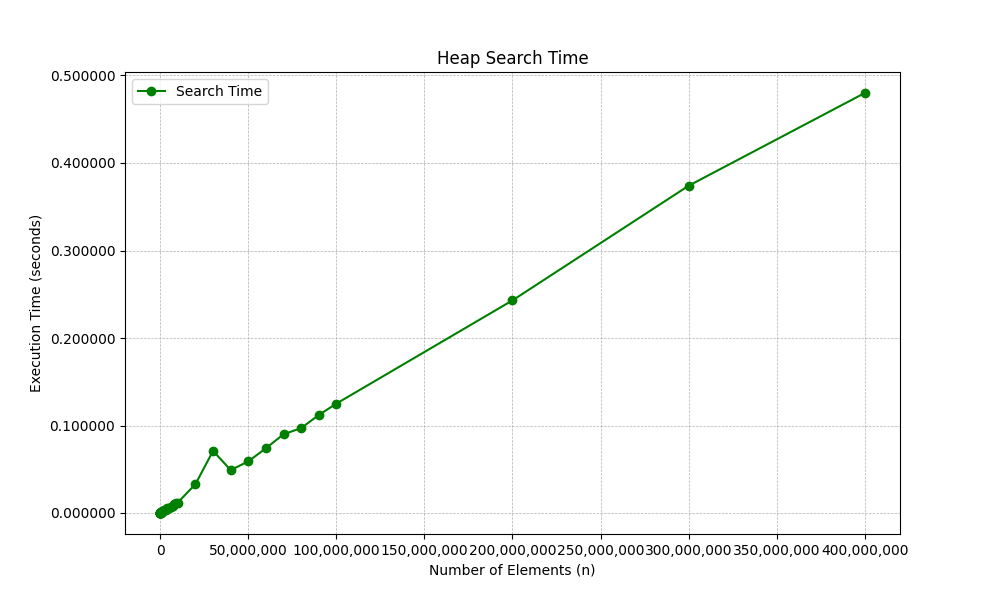 Heap Search Time
Search Time
Execution Time (seconds)
0.500000
0.400000
0.300000
0.200000
0.100000
0.000000
0 50,000,000 100,000,000 150,000,000 200,000,000 250,000,000 300,000,000 350,000,000 400,000,000
Number of Elements (n)